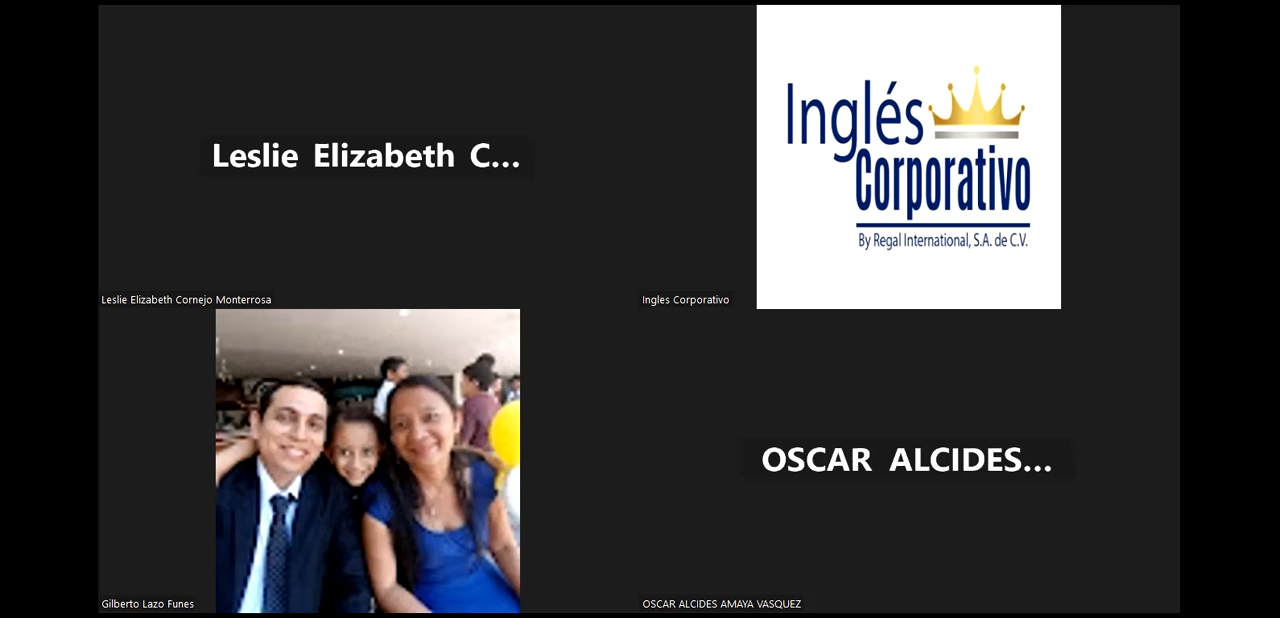 Leslie Elizabeth C...
Leslie Elizabeth Cornejo Monterrosa
Inglés
Corporativo
By Regal International, S.A. de C.V.
Ingles Corporativo
Gilberto Lazo Funes
OSCAR ALCIDES...
OSCAR ALCIDES AMAYA VASQUEZ